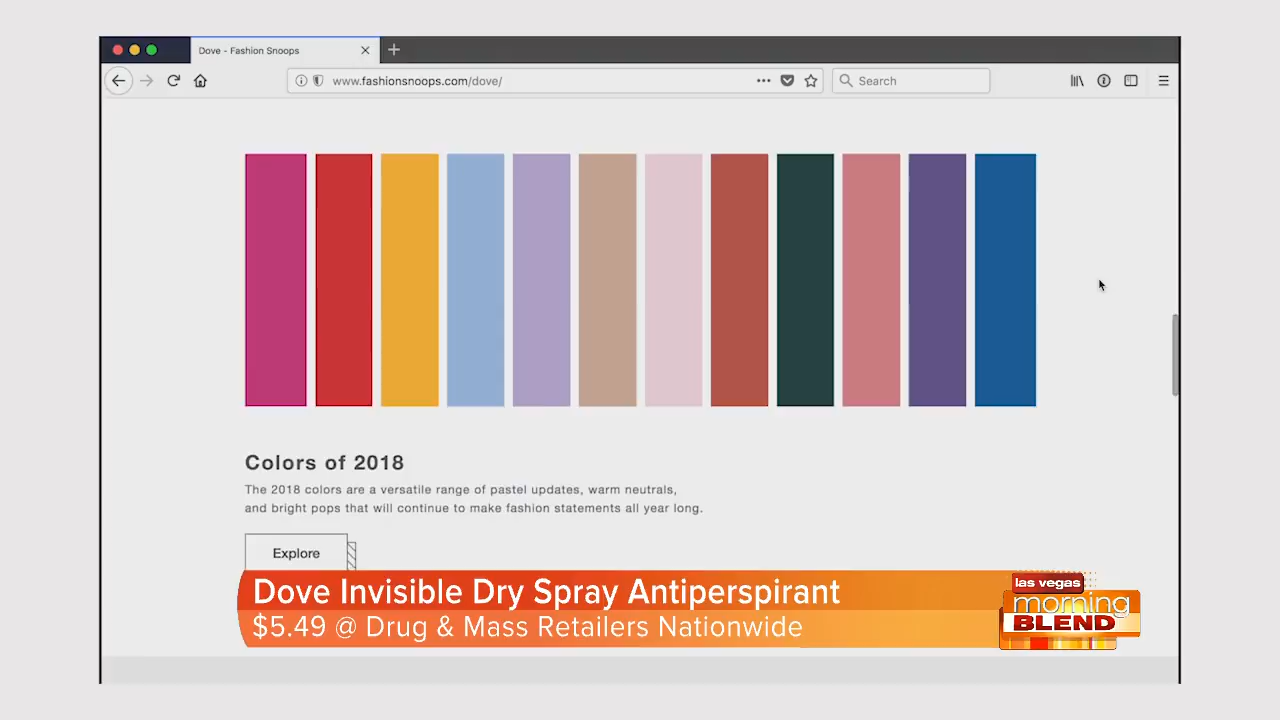 Dove - Fashion Snoops
www.fashionsnoops.com/dove/
Search
Colors of 2018
The 2018 colors are a versatile range of pastel updates, warm neutrals,
and bright pops that will continue to make fashion statements all year long.
Explore
Dove Invisible Dry Spray Antiperspirant
$5.49 @ Drug & Mass Retailers Nationwide
las vegas
morning
BLEND